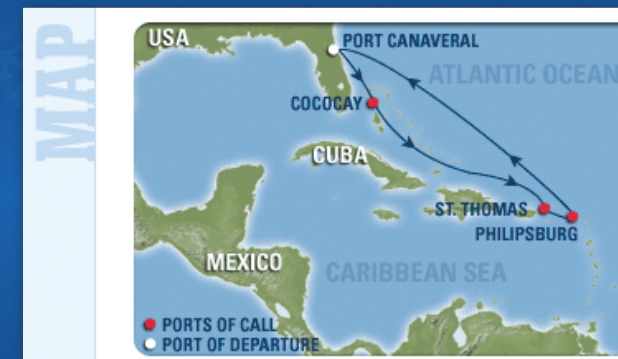 MAP
USA
PORT CANAVERAL
ATLANTIC OCEAN
COCOCAY
CUBA
ST. THOMAS
PHILIPSBURG
MEXICO
CARIBBEAN SEA
PORTS OF CALL
PORT OF DEPARTURE